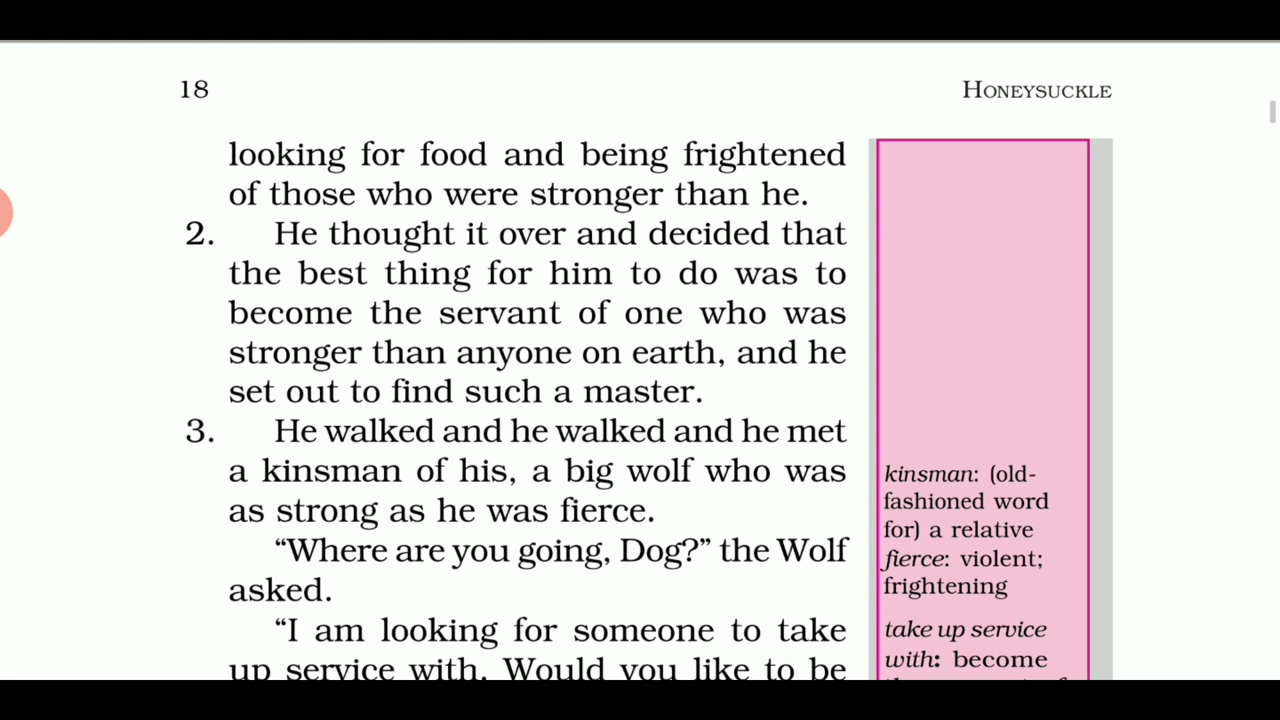 18
HONEYSUCKLE
looking for food and being frightened
of those who were stronger than he.
2. He thought it over and decided that
the best thing for him to do was to
become the servant of one who was
stronger than anyone on earth, and he
set out to find such a master.
3. He walked and he walked and he met
a kinsman of his, a big wolf who was
as strong as he was fierce.
“Where are you going, Dog?” the Wolf
asked.
“I am looking for someone to take
up service with. Would you like to be
kinsman: (old-
fashioned word
for) a relative
fierce: violent;
frightening
take up service
with: become